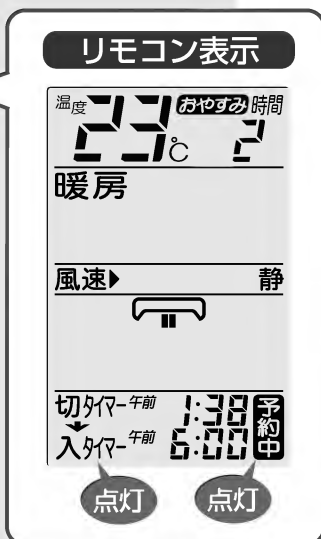 リモコン表示
温度 23℃ おやすみ 時間 2
暖房
風速▶ 静
切タイマー 午前 1:38 予約中
入タイマー 午前 6:00
点灯 点灯